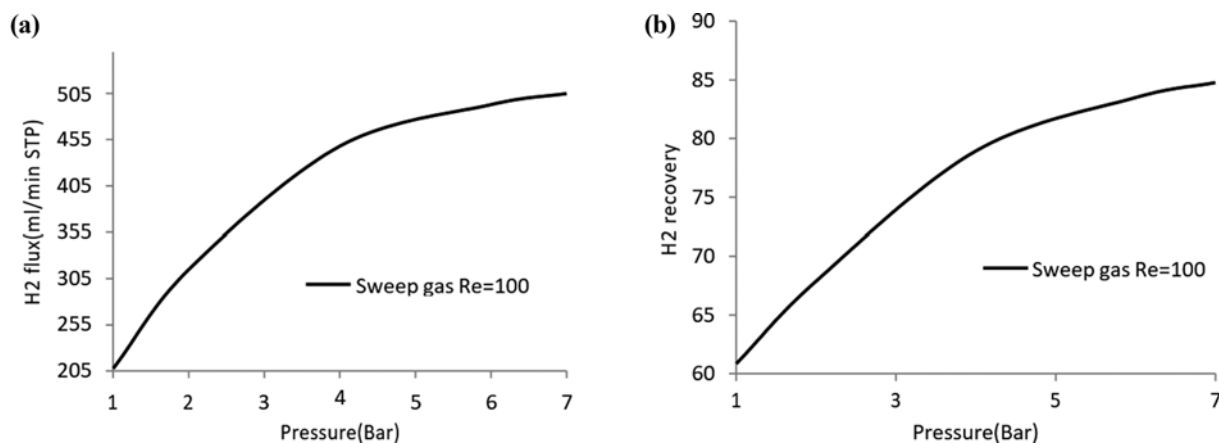 (a)
H2 flux(ml/min STP)
505
455
405
355
305
255
205
1 2 3 4 5 6 7
Pressure(Bar)
Sweep gas Re=100
(b)
H2 recovery
90
85
80
75
70
65
60
1 3 5 7
Pressure(Bar)
Sweep gas Re=100